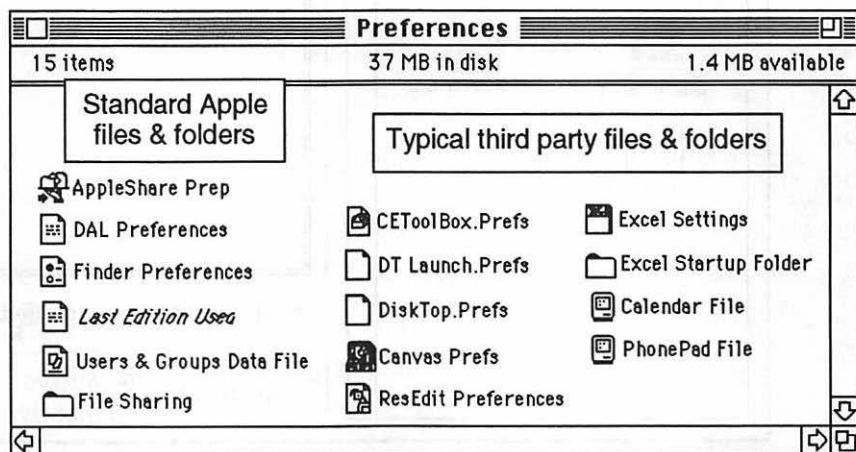 Preferences
15 items 37 MB in disk 1.4 MB available
Standard Apple
files & folders
Typical third party files & folders
AppleShare Prep
DAL Preferences
Finder Preferences
Last Edition Used
Users & Groups Data File
File Sharing
CEToolBox.Prefs
DT Launch.Prefs
DiskTop.Prefs
Canvas Prefs
ResEdit Preferences
Excel Settings
Excel Startup Folder
Calendar File
PhonePad File